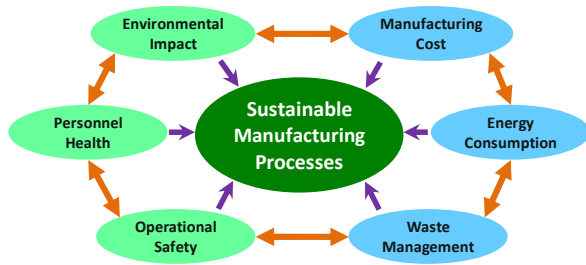 Environmental
Impact
Manufacturing
Cost
Personnel
Health
Sustainable
Manufacturing
Processes
Energy
Consumption
Operational
Safety
Waste
Management